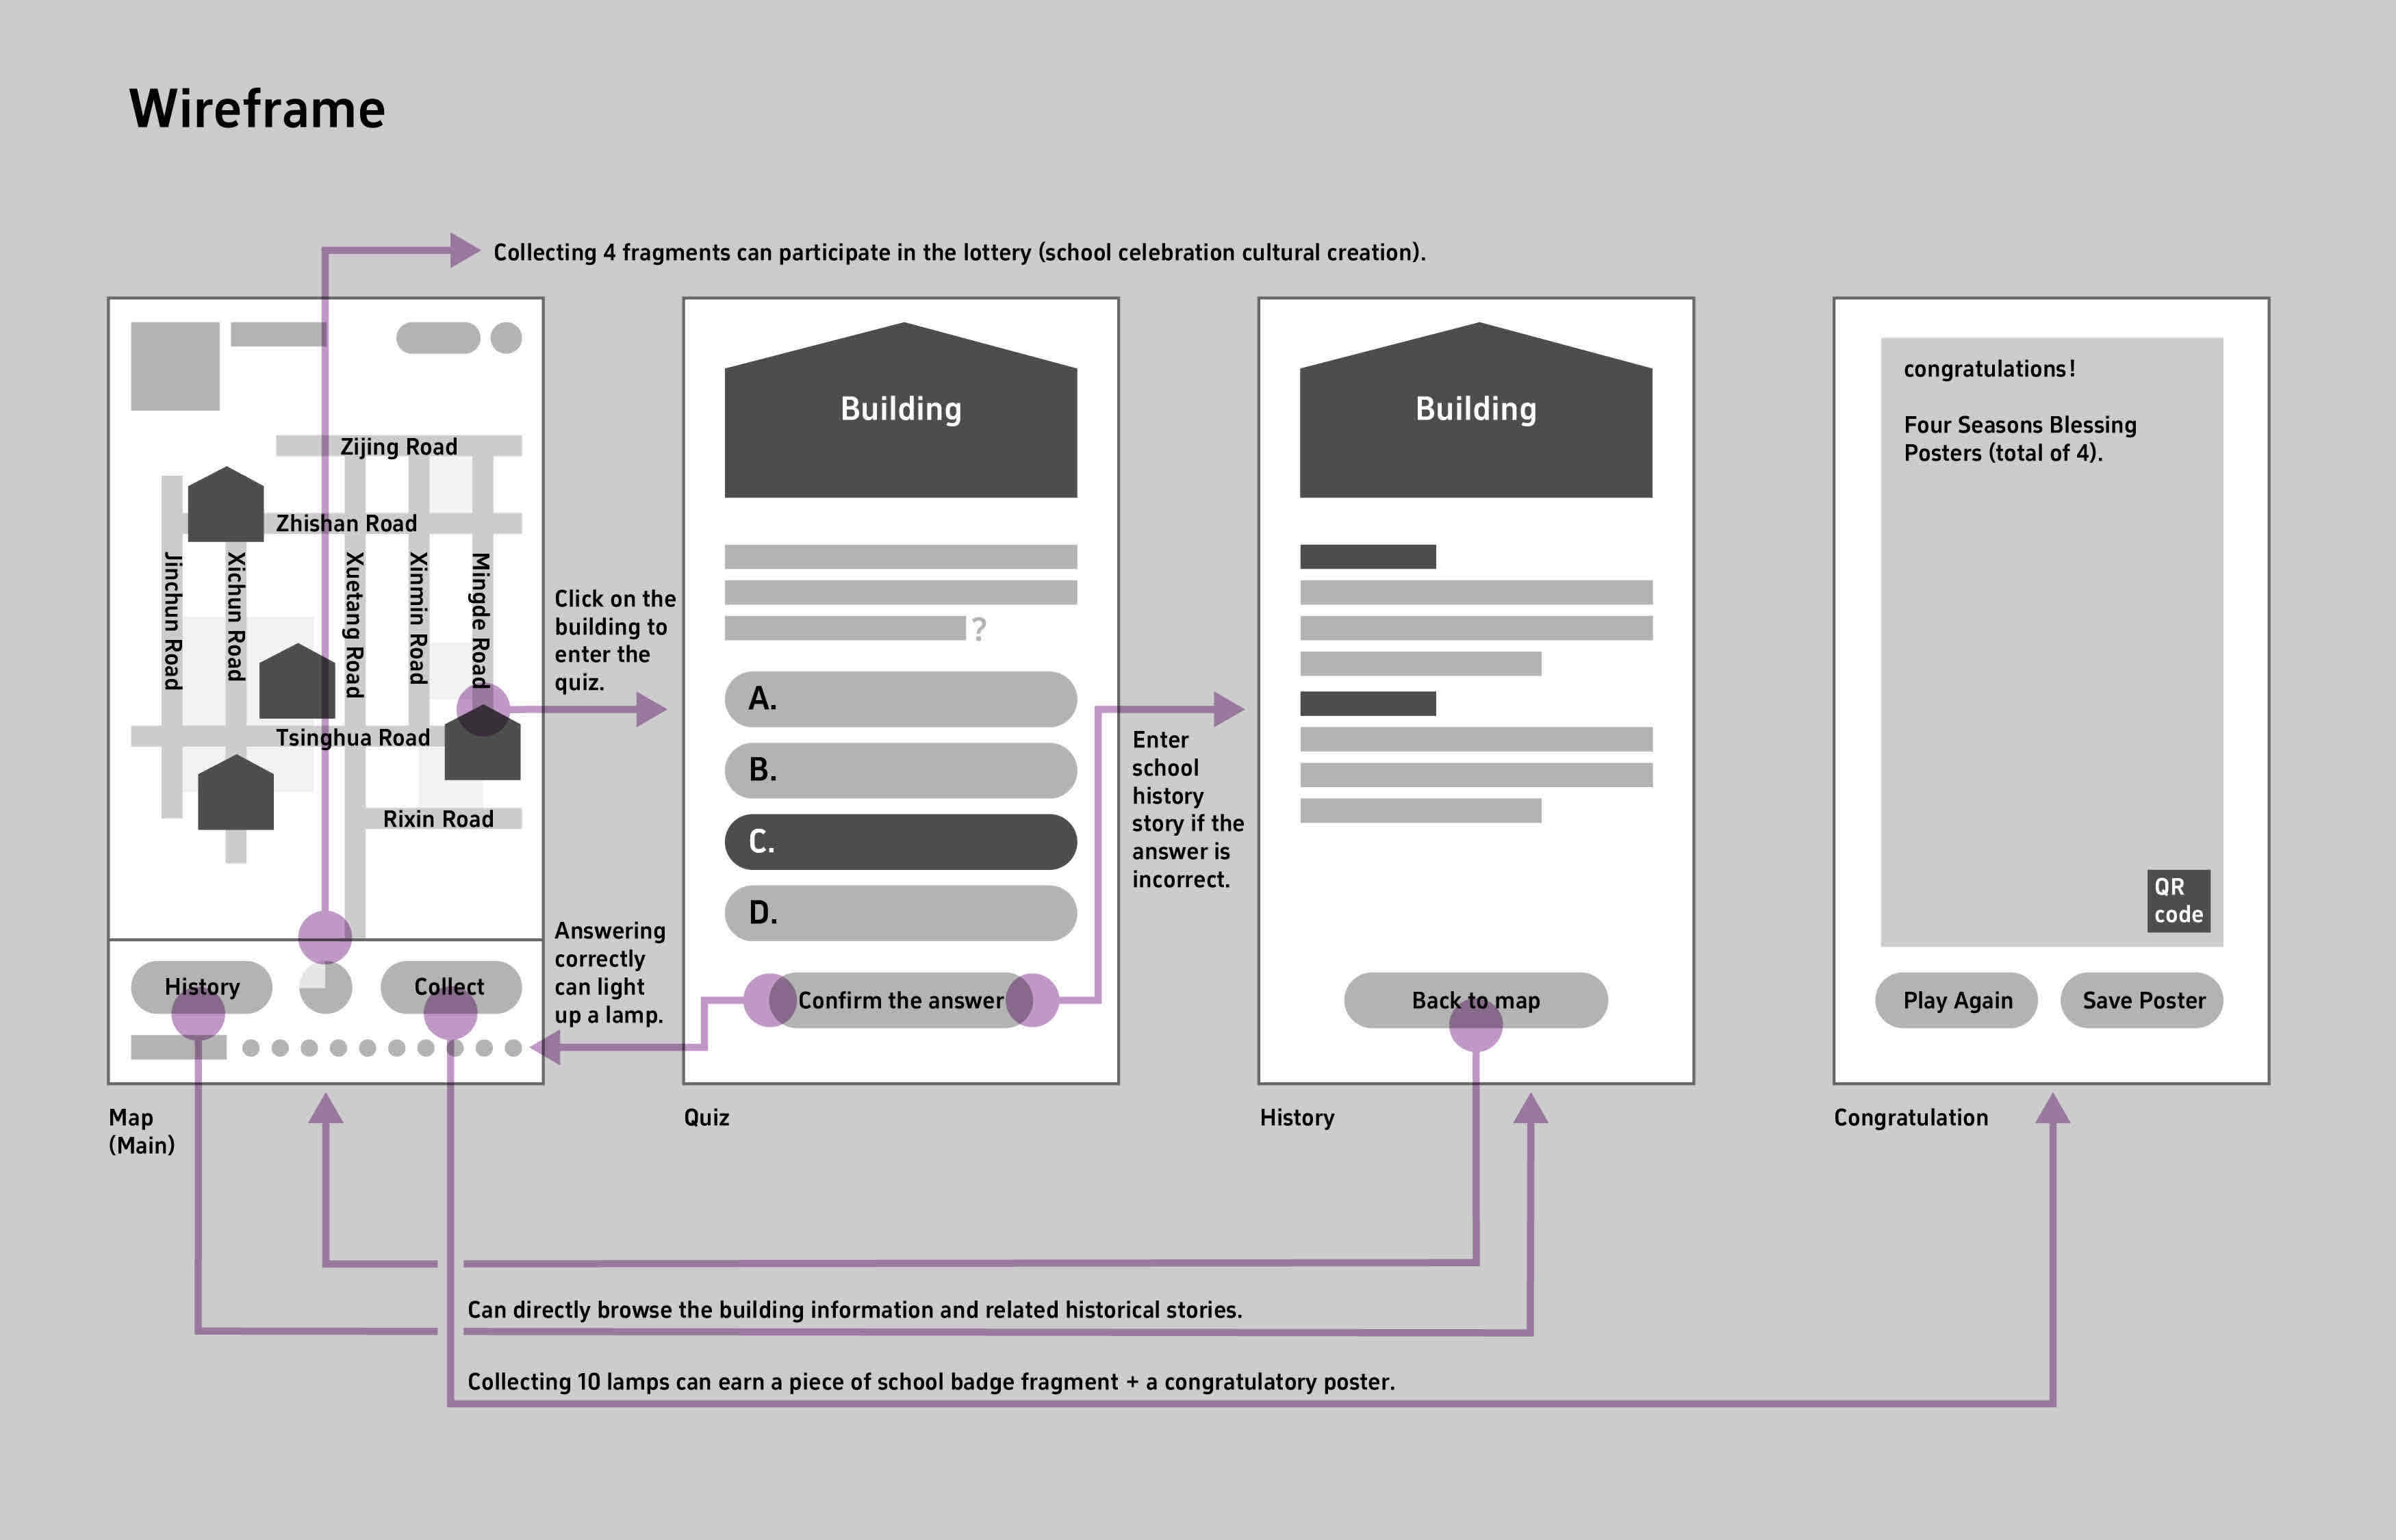 Wireframe
Collecting 4 fragments can participate in the lottery (school celebration cultural creation).
Zijing Road
Zhishan Road
Jinchun Road
Xichun Road
Xuetang Road
Xinmin Road
Mingde Road
Tsinghua Road
Rixin Road
History
Collect
Map
(Main)
Click on the
building to
enter the
quiz.
Answering
correctly
can light
up a lamp.
Building
?
A.
B.
C.
D.
Confirm the answer
Quiz
Enter
school
history
story if the
answer is
incorrect.
Building
Back to map
History
congratulations!
Four Seasons Blessing
Posters (total of 4).
QR
code
Play Again
Save Poster
Congratulation
Can directly browse the building information and related historical stories.
Collecting 10 lamps can earn a piece of school badge fragment + a congratulatory poster.